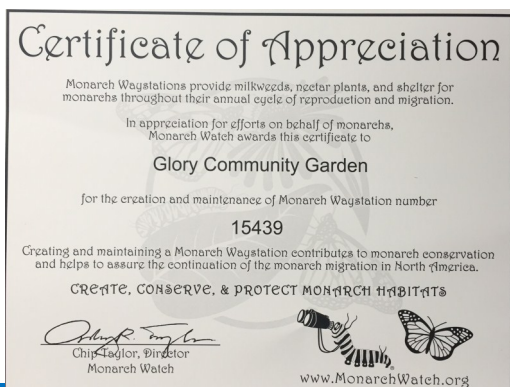 Certificate of Appreciation
Monarch Waystations provide milkweeds, nectar plants, and shelter for
monarchs throughout their annual cycle of reproduction and migration.
In appreciation for efforts on behalf of monarchs,
Monarch Watch awards this certificate to
Glory Community Garden
for the creation and maintenance of Monarch Waystation number
15439
Creating and maintaining a Monarch Waystation contributes to monarch conservation
and helps to assure the continuation of the monarch migration in North America.
CREATE, CONSERVE, & PROTECT MONARCH HABITATS
Chip Taylor, Director
Monarch Watch
www.MonarchWatch.org